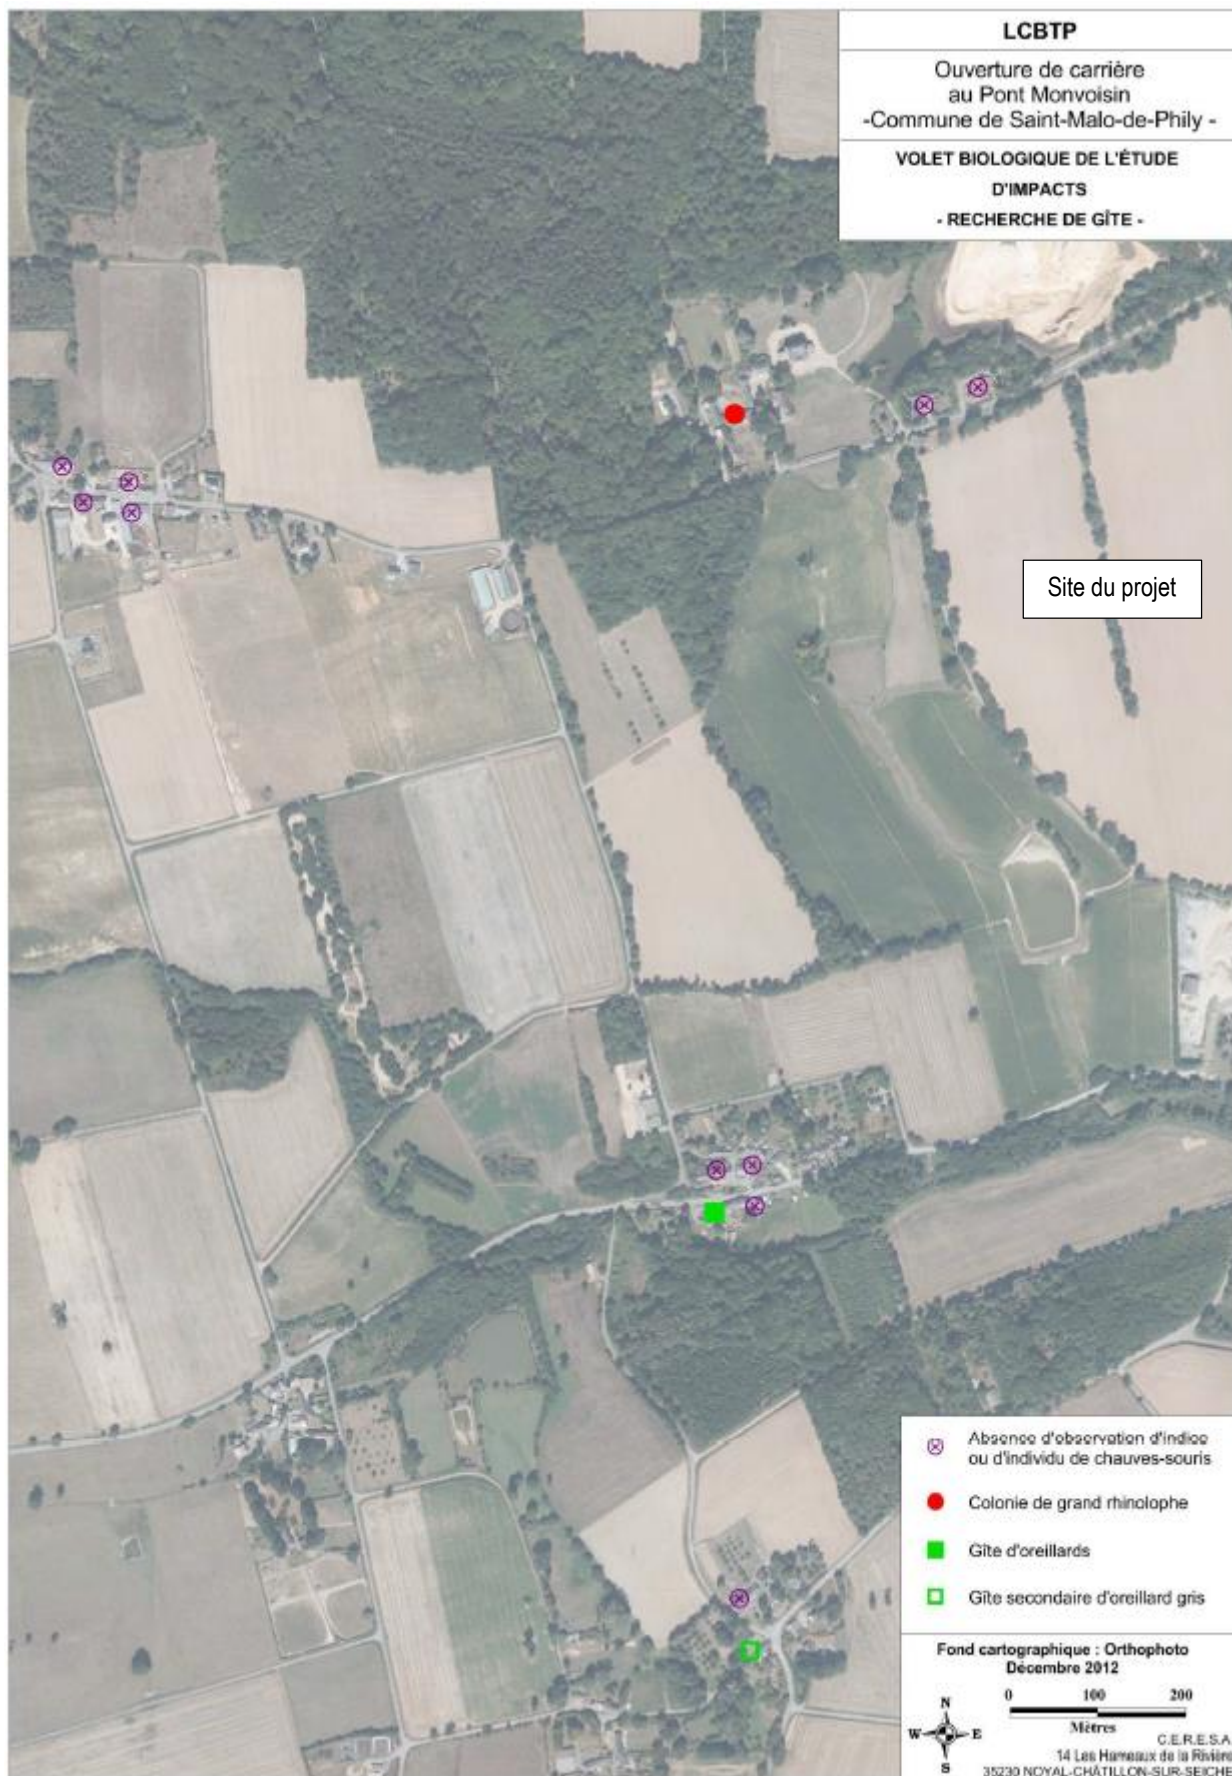 LCBTP
Ouverture de carrière
au Pont Monvoisin
-Commune de Saint-Malo-de-Phily -
VOLET BIOLOGIQUE DE L'ÉTUDE
D'IMPACTS
- RECHERCHE DE GÎTE -
Site du projet
Absence d'observation d'indice
ou d'individu de chauves-souris
Colonie de grand rhinolophe
Gîte d'oreillards
Gîte secondaire d'oreillard gris
Fond cartographique : Orthophoto
Décembre 2012
N
0 100 200
W E
Mètres
S
C.E.R.E.S.A.
14 Les Hameaux de la Rivière
35230 NOYAL-CHÂTILLON-SUR-SEICHE